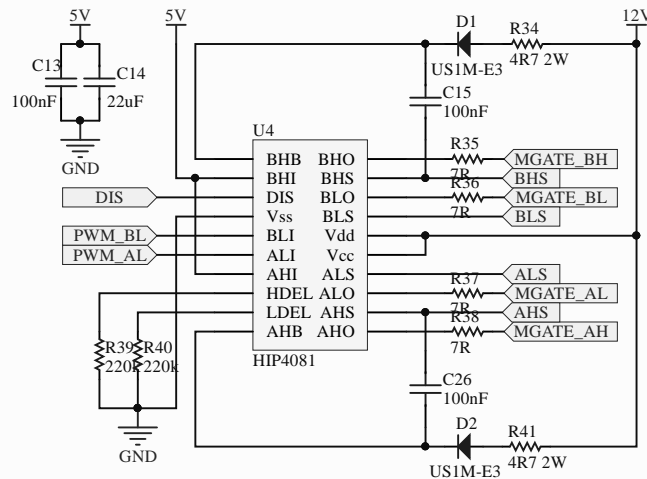 5V
5V
12V
D1
R34
US1M-E3
4R7 2W
C13
C14
100nF
22uF
C15
100nF
GND
U4
R35
BHB
BHO
MGATE_BH
7R
BHI
BHS
BHS
R36
DIS
DIS
BLO
MGATE_BL
7R
Vss
BLS
BLS
PWM_BL
BLI
Vdd
PWM_AL
ALI
Vcc
AHI
ALS
ALS
R37
HDEL
ALO
MGATE_AL
7R
LDEL
AHS
AHS
R38
AHB
AHO
MGATE_AH
7R
R39
R40
220k
220k
HIP4081
C26
100nF
GND
D2
R41
US1M-E3
4R7 2W